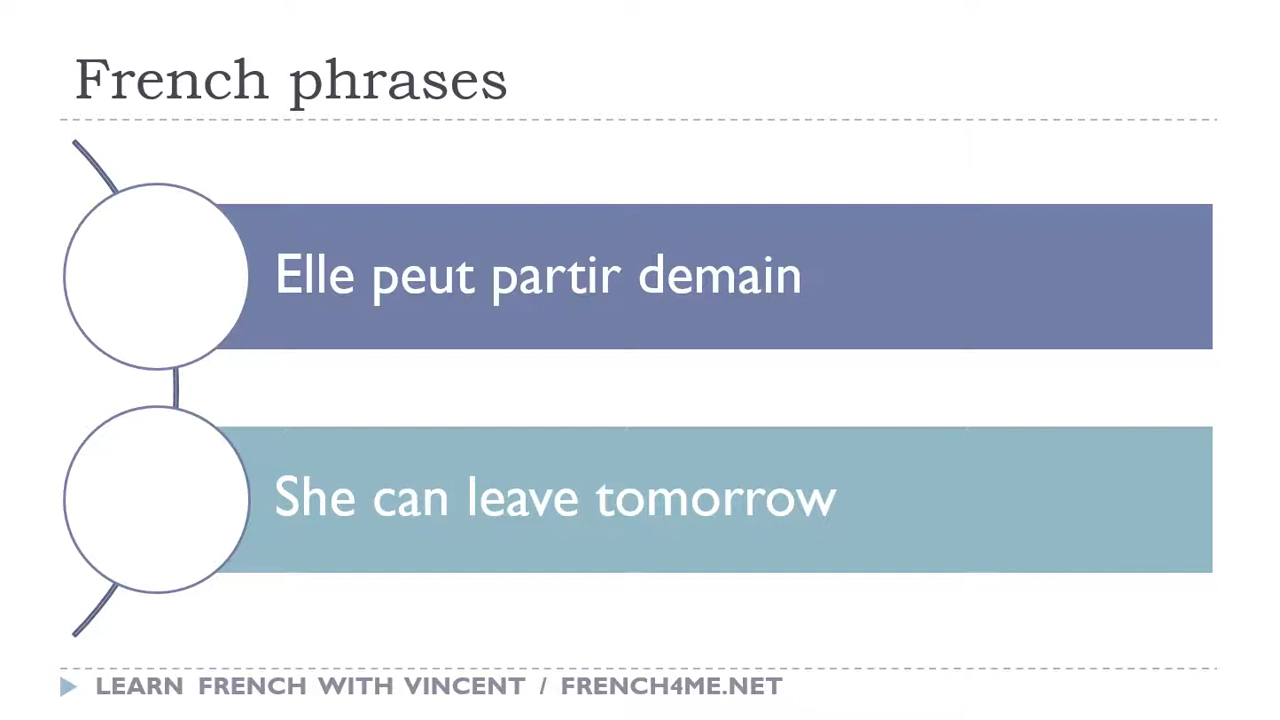 French phrases
Elle peut partir demain
She can leave tomorrow
LEARN FRENCH WITH VINCENT / FRENCH4ME.NET